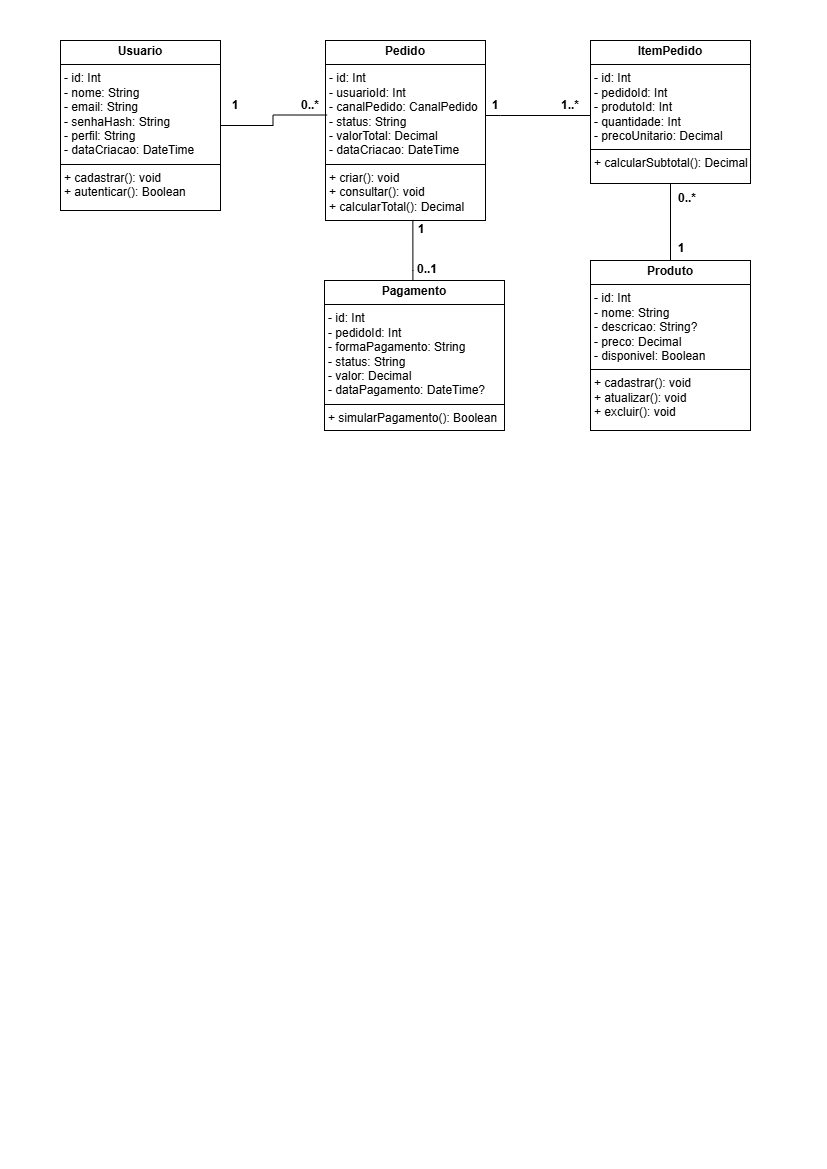 Usuario
- id: Int
- nome: String
- email: String
- senhaHash: String
- perfil: String
- dataCriacao: DateTime
+ cadastrar(): void
+ autenticar(): Boolean
1
0..*
Pedido
- id: Int
- usuarioId: Int
- canalPedido: CanalPedido
- status: String
- valorTotal: Decimal
- dataCriacao: DateTime
+ criar(): void
+ consultar(): void
+ calcularTotal(): Decimal
1
1..*
ItemPedido
- id: Int
- pedidoId: Int
- produtoId: Int
- quantidade: Int
- precoUnitario: Decimal
+ calcularSubtotal(): Decimal
1
0..1
Pagamento
- id: Int
- pedidoId: Int
- formaPagamento: String
- status: String
- valor: Decimal
- dataPagamento: DateTime?
+ simularPagamento(): Boolean
0..*
1
Produto
- id: Int
- nome: String
- descricao: String?
- preco: Decimal
- disponivel: Boolean
+ cadastrar(): void
+ atualizar(): void
+ excluir(): void